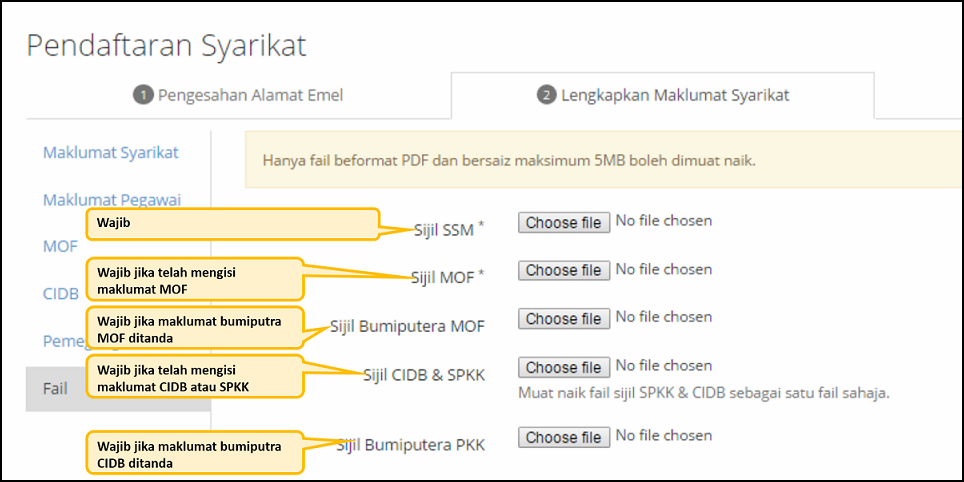 Pendaftaran Syarikat
1 Pengesahan Alamat Emel
2 Lengkapkan Maklumat Syarikat
Maklumat Syarikat
Maklumat Pegawai
MOF
CIDB
Fail
Hanya fail beformat PDF dan bersaiz maksimum 5MB boleh dimuat naik.
Wajib
Sijil SSM *
Choose file No file chosen
Wajib jika telah mengisi
maklumat MOF
Sijil MOF *
Choose file No file chosen
Wajib jika maklumat bumiputra
MOF ditanda
Sijil Bumiputera MOF
Choose file No file chosen
Wajib jika telah mengisi
maklumat CIDB atau SPKK
Sijil CIDB & SPKK
Choose file No file chosen
Muat naik fail sijil SPKK & CIDB sebagai satu fail sahaja.
Wajib jika maklumat bumiputra
CIDB ditanda
Sijil Bumiputera PKK
Choose file No file chosen